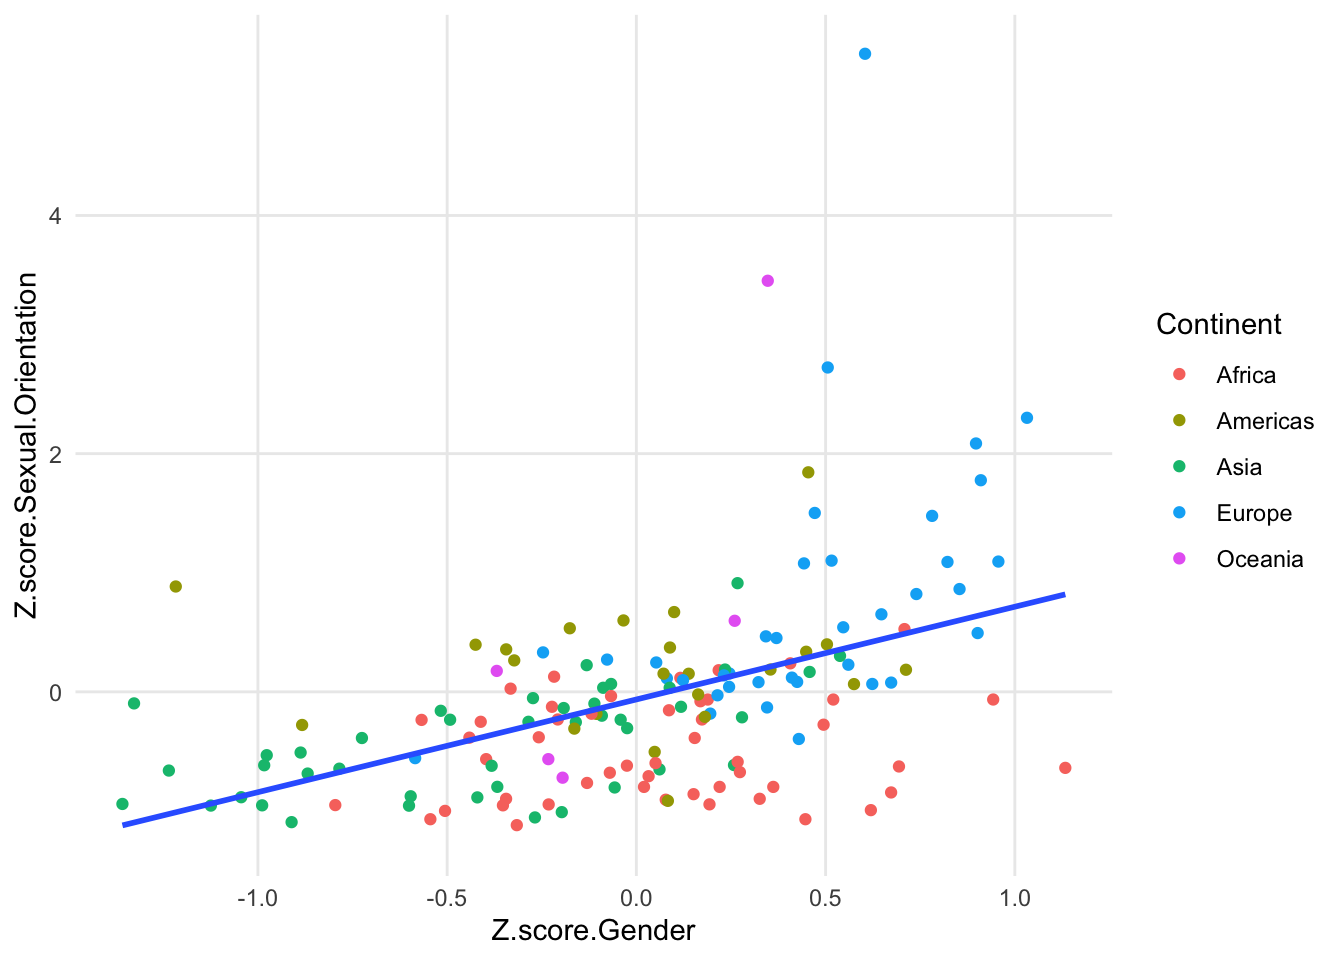 4
2
0
Z.score.Sexual.Orientation
-1.0 -0.5 0.0 0.5 1.0
Z.score.Gender
Continent
Africa
Americas
Asia
Europe
Oceania